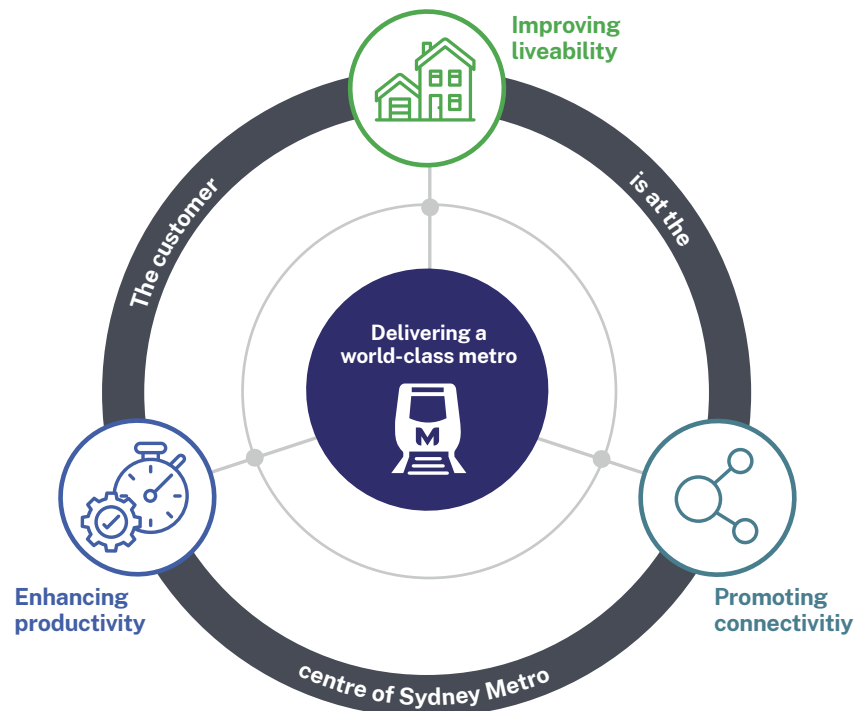 Improving
liveability
The customer
is at the
centre of Sydney Metro
Delivering a
world-class metro
M
Enhancing
productivity
Promoting
connectivitiy